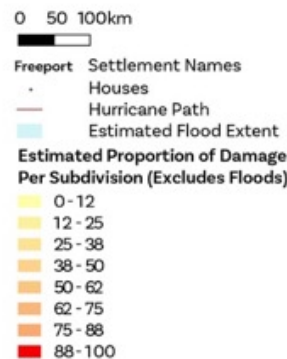 0 50 100km
Freeport Settlement Names
Houses
Hurricane Path
Estimated Flood Extent
Estimated Proportion of Damage
Per Subdivision (Excludes Floods)
0-12
12-25
25-38
38-50
50-62
62-75
75-88
88-100